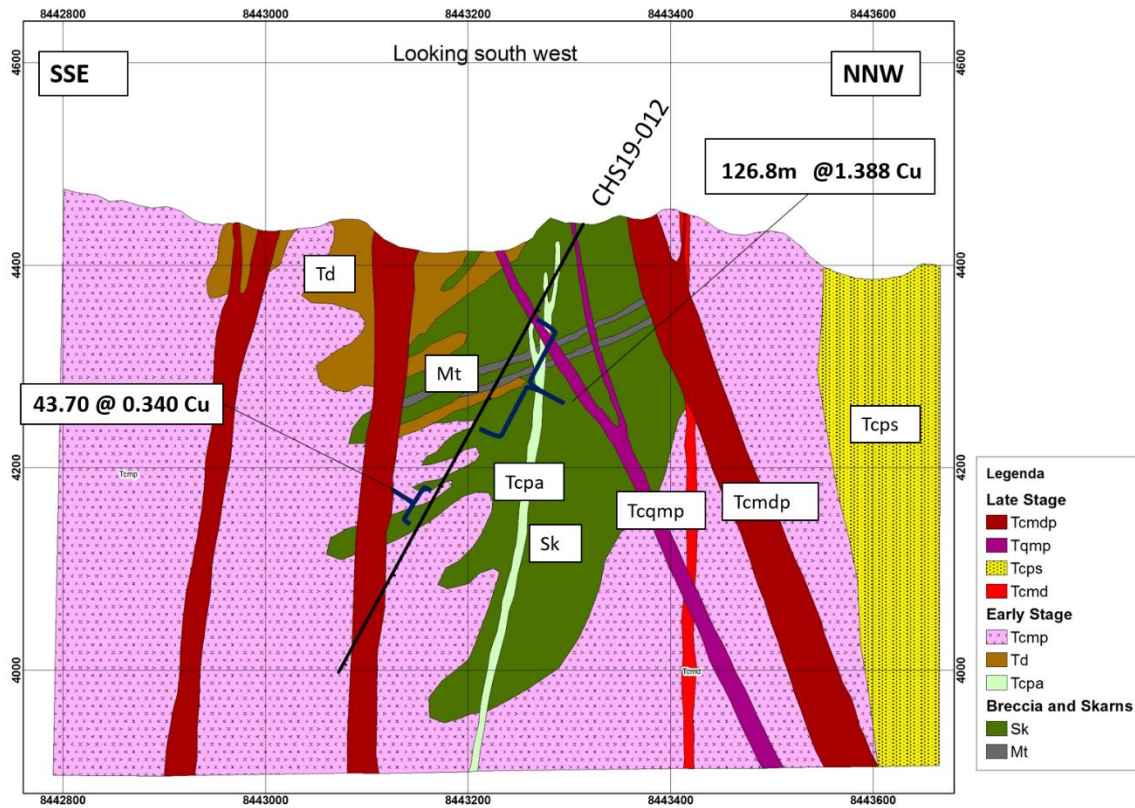 8442800 8443000 8443200 8443400 8443600
4600 4600
Looking south west
SSE
NNW
CHS19-012
126.8m @1.388 Cu
4400 4400
Td
Mt
43.70 @ 0.340 Cu
Tcps
4200 4200
Tcmp
Tcpa
Tcqmp
Tcmdp
Sk
4000 4000
Tcmd
8442800 8443000 8443200 8443400 8443600
Legenda
Late Stage
Tcmdp
Tqmp
Tcps
Tcmd
Early Stage
Tcmp
Td
Tcpa
Breccia and Skarns
Sk
Mt